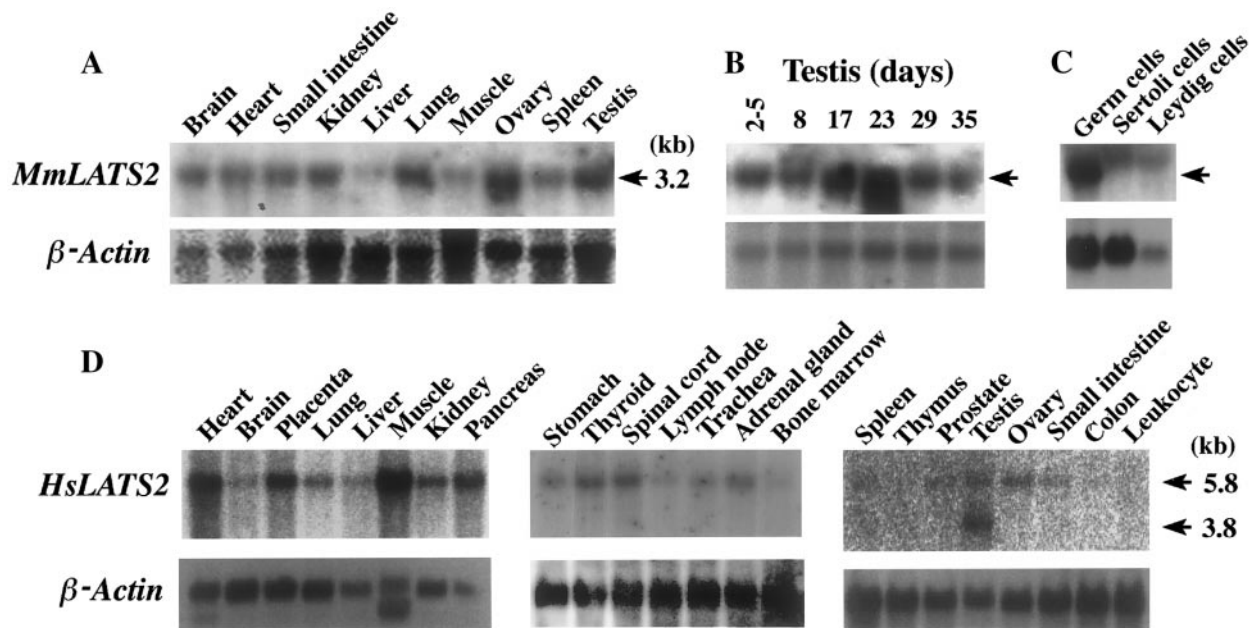 A
Brain Heart Small intestine Kidney Liver Lung Muscle Ovary Spleen Testis
(kb)
MmLATS2
3.2
β-Actin
B
Testis (days)
2-5 8 17 23 29 35
C
Germ cells Sertoli cells Leydig cells
D
Heart Brain Placenta Lung Liver Muscle Kidney Pancreas
Stomach Thyroid Spinal cord Lymph node Trachea Adrenal gland Bone marrow
Spleen Thymus Prostate Testis Ovary Small intestine Colon Leukocyte
(kb)
HsLATS2
5.8
3.8
β-Actin